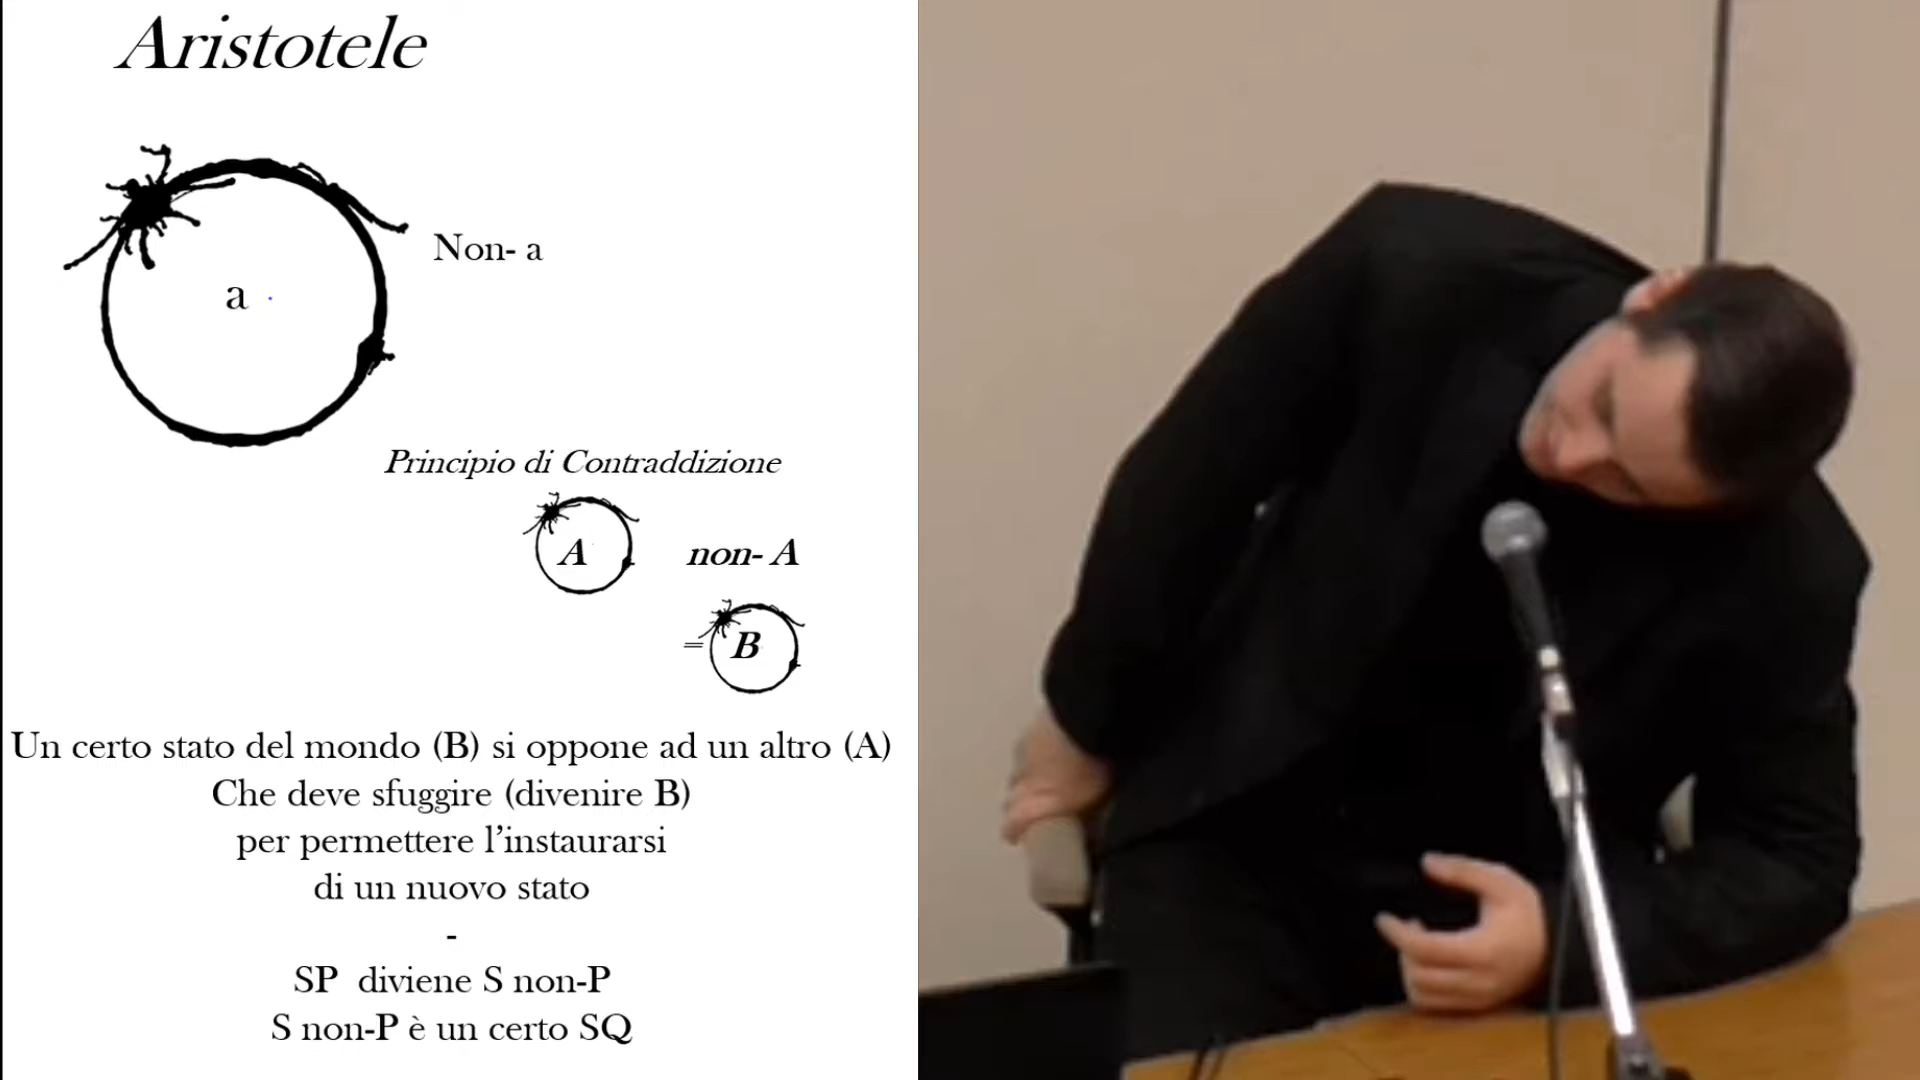 Aristotele
Non- a
a
Principio di Contraddizione
A non- A
= B
Un certo stato del mondo (B) si oppone ad un altro (A)
Che deve sfuggire (divenire B)
per permettere l’instaurarsi
di un nuovo stato
-
SP diviene S non-P
S non-P è un certo SQ